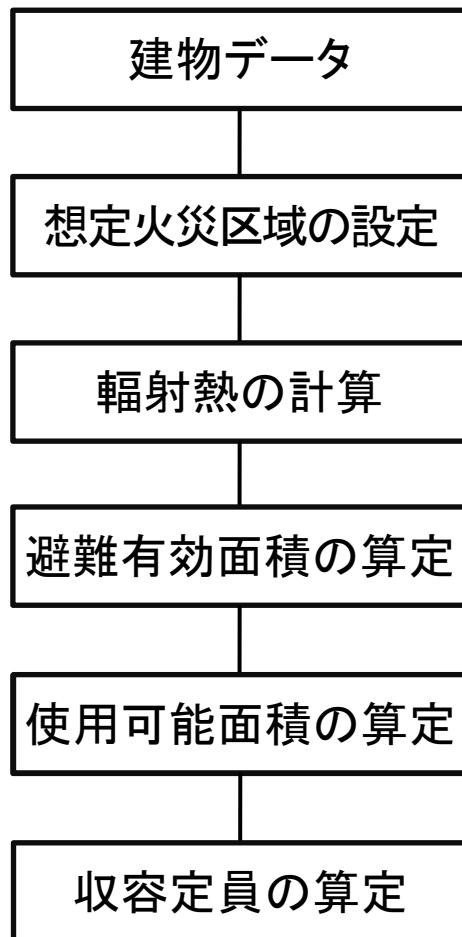 建物データ
想定火災区域の設定
輻射熱の計算
避難有効面積の算定
使用可能面積の算定
収容定員の算定